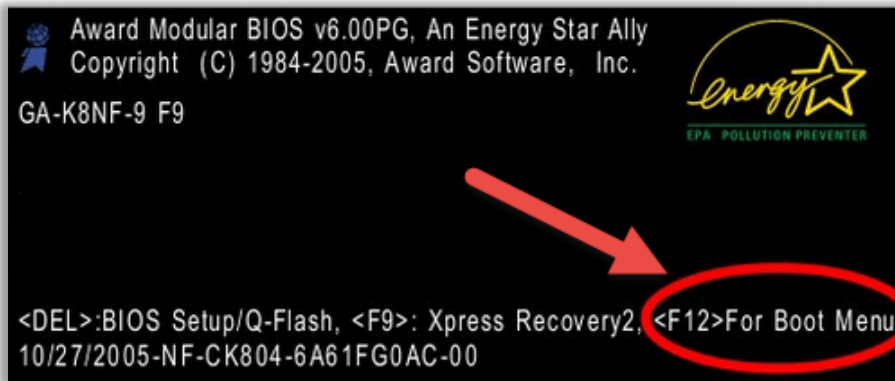 Award Modular BIOS v6.00PG, An Energy Star Ally
Copyright (C) 1984-2005, Award Software, Inc.
energy
EPA POLLUTION PREVENTER
GA-K8NF-9 F9
<DEL>:BIOS Setup/Q-Flash, <F9>: Xpress Recovery2, <F12>For Boot Menu
10/27/2005-NF-CK804-6A61FG0AC-00